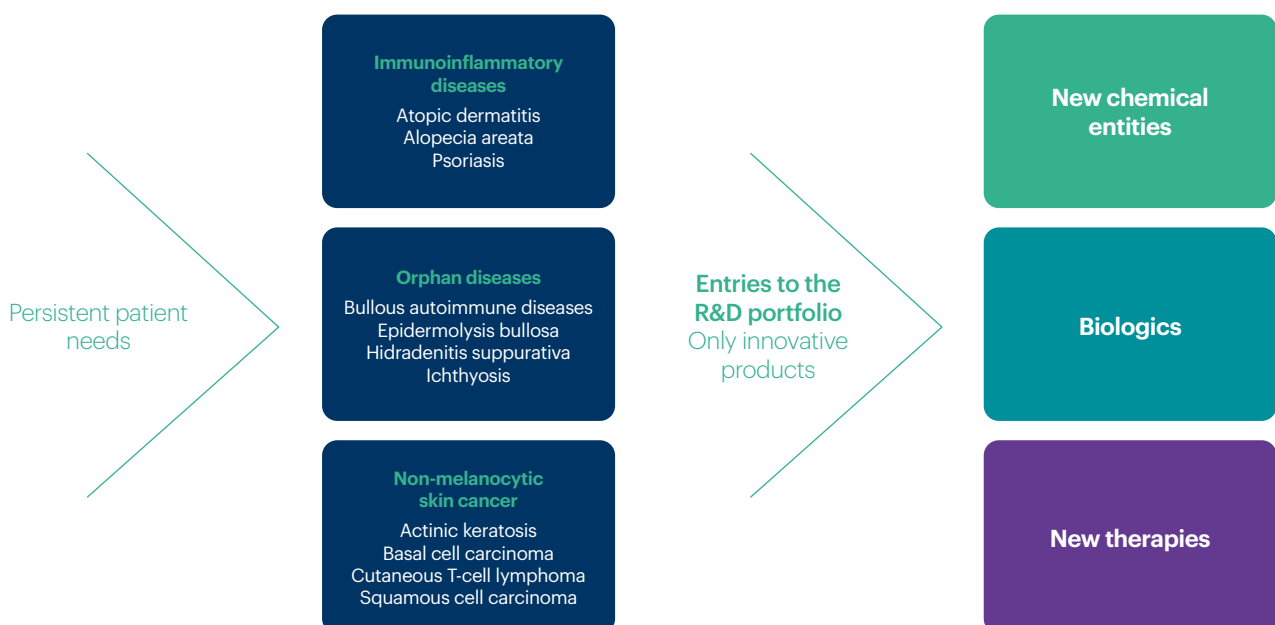 Persistent patient
needs
Immunoinflammatory
diseases
Atopic dermatitis
Alopecia areata
Psoriasis
Orphan diseases
Bullous autoimmune diseases
Epidermolysis bullosa
Hidradenitis suppurativa
Ichthyosis
Non-melanocytic
skin cancer
Actinic keratosis
Basal cell carcinoma
Cutaneous T-cell lymphoma
Squamous cell carcinoma
Entries to the
R&D portfolio
Only innovative
products
New chemical
entities
Biologics
New therapies